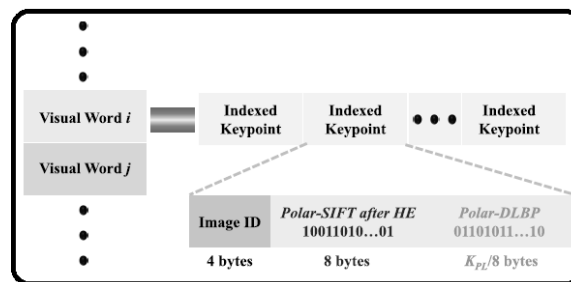 Visual Word i
Visual Word j
Indexed Keypoint
Indexed Keypoint
Indexed Keypoint
Image ID
Polar-SIFT after HE
10011010…01
Polar-DLBP
01101011…10
4 bytes
8 bytes
K_PL/8 bytes